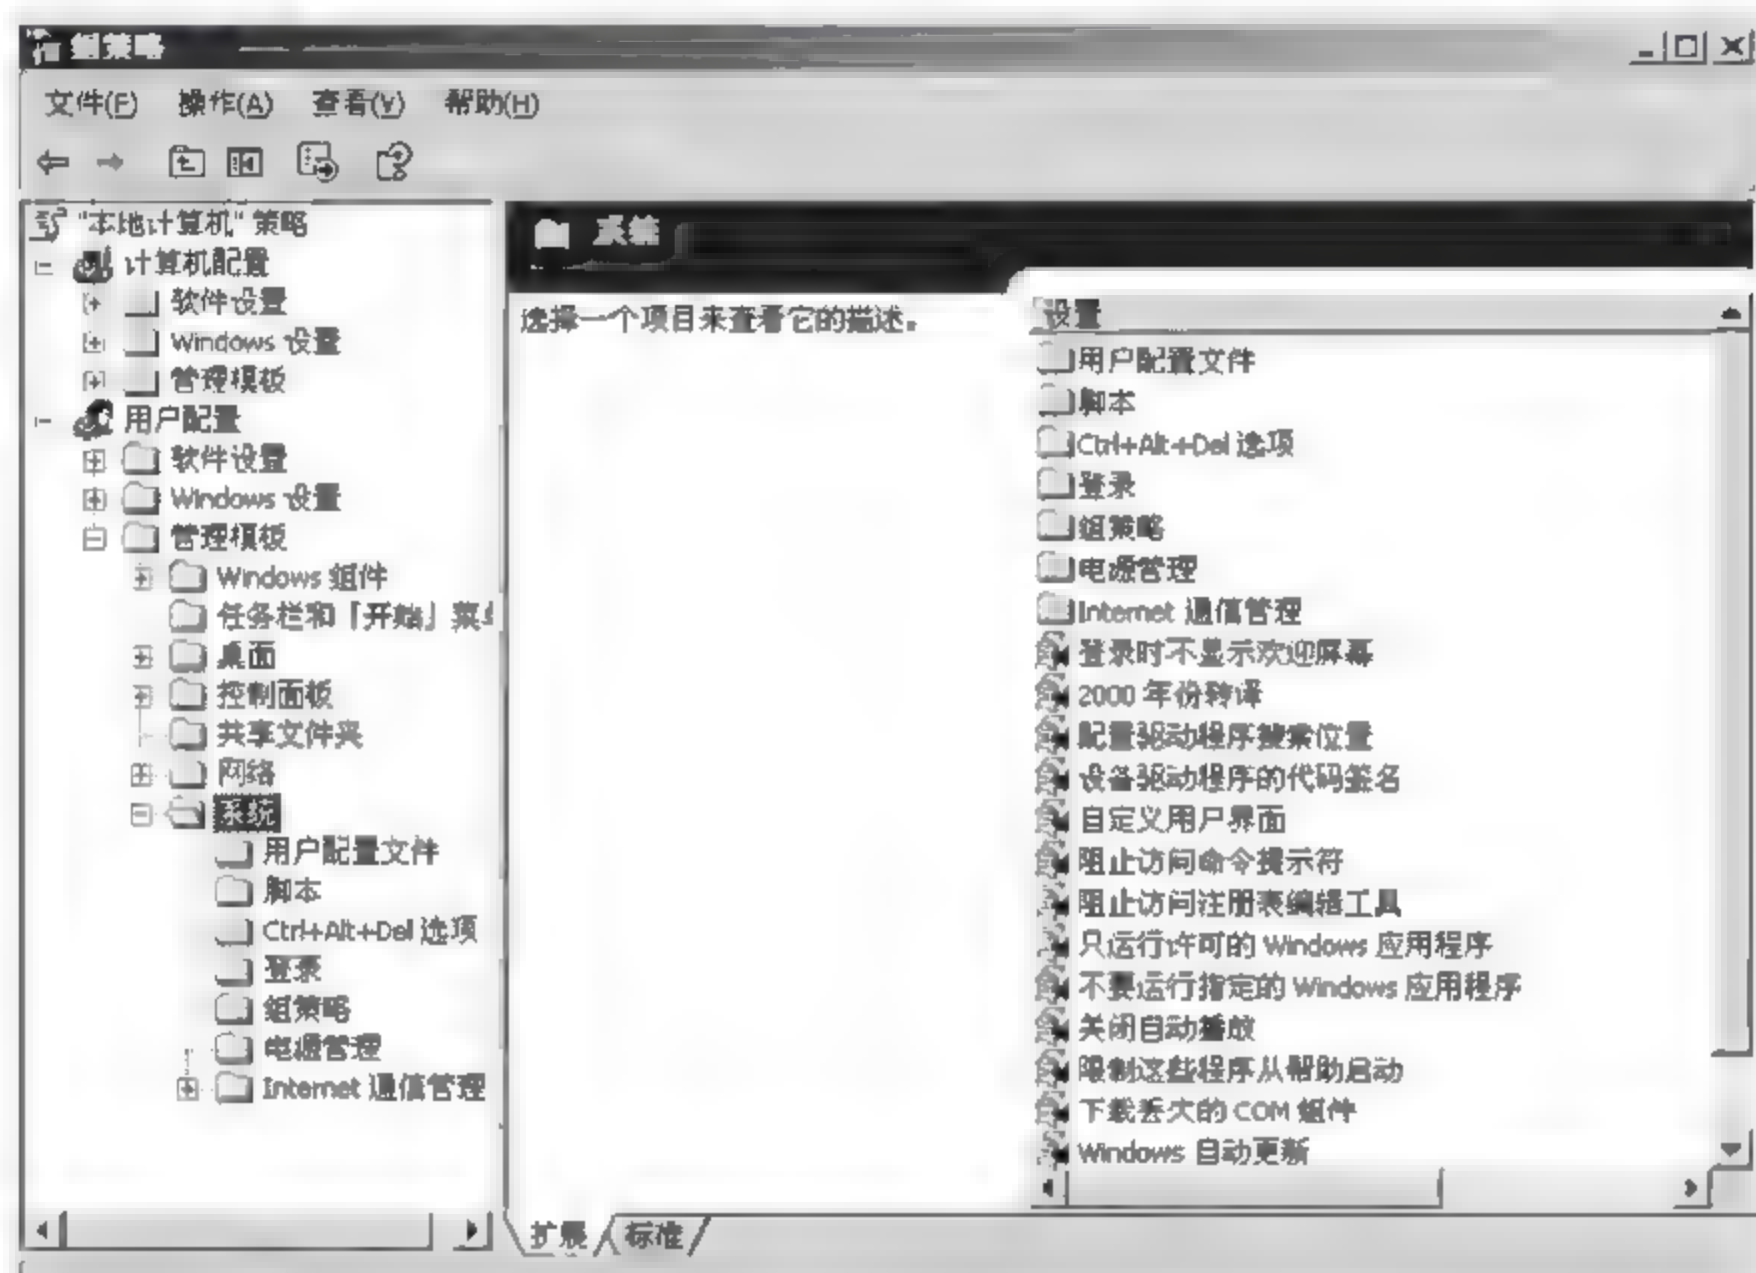 组策略
文件(F) 操作(A) 查看(V) 帮助(H)
"本地计算机" 策略
计算机配置
软件设置
Windows 设置
管理模板
用户配置
软件设置
Windows 设置
管理模板
Windows 组件
任务栏和「开始」菜
桌面
控制面板
共享文件夹
网络
系统
用户配置文件
脚本
Ctrl+Alt+Del 选项
登录
组策略
电源管理
Internet 通信管理
系统
选择一个项目来查看它的描述。
设置
用户配置文件
脚本
Ctrl+Alt+Del 选项
登录
组策略
电源管理
Internet 通信管理
登录时不显示欢迎屏幕
2000 年份转译
配置驱动程序搜索位置
设备驱动程序的代码签名
自定义用户界面
阻止访问命令提示符
阻止访问注册表编辑工具
只运行许可的 Windows 应用程序
不要运行指定的 Windows 应用程序
关闭自动播放
限制这些程序从帮助启动
下载丢失的 COM 组件
Windows 自动更新
扩展 标准